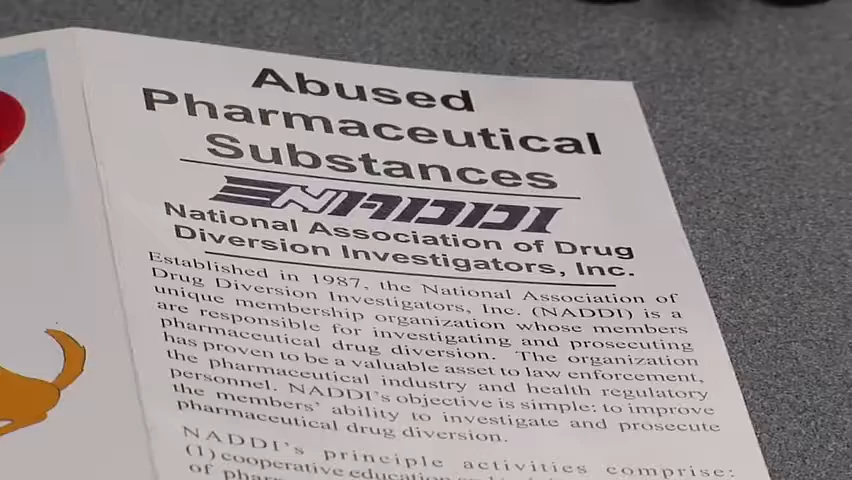 Abused
Pharmaceutical
Substances
NADDI
National Association of Drug
Diversion Investigators, Inc.
Established in 1987, the National Association of
Drug Diversion Investigators, Inc. (NADDI) is a
unique membership organization whose members
are responsible for investigating and prosecuting
pharmaceutical drug diversion. The organization
has proven to be a valuable asset to law enforcement,
the pharmaceutical industry and health regulatory
personnel. NADDI's objective is simple: to improve
the members' ability to investigate and prosecute
pharmaceutical drug diversion.
NADDI's principle activities comprise:
(1) cooperative education
of